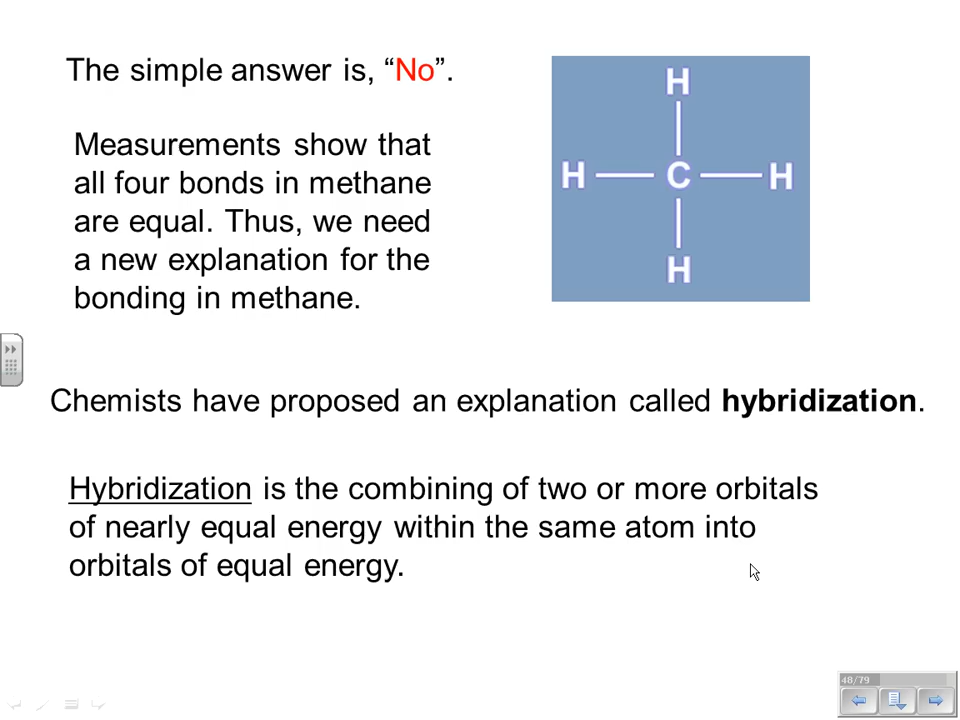 The simple answer is, “No”.
Measurements show that
all four bonds in methane
are equal. Thus, we need
a new explanation for the
bonding in methane.
H
H C H
H
Chemists have proposed an explanation called hybridization.
Hybridization is the combining of two or more orbitals
of nearly equal energy within the same atom into
orbitals of equal energy.
48/79